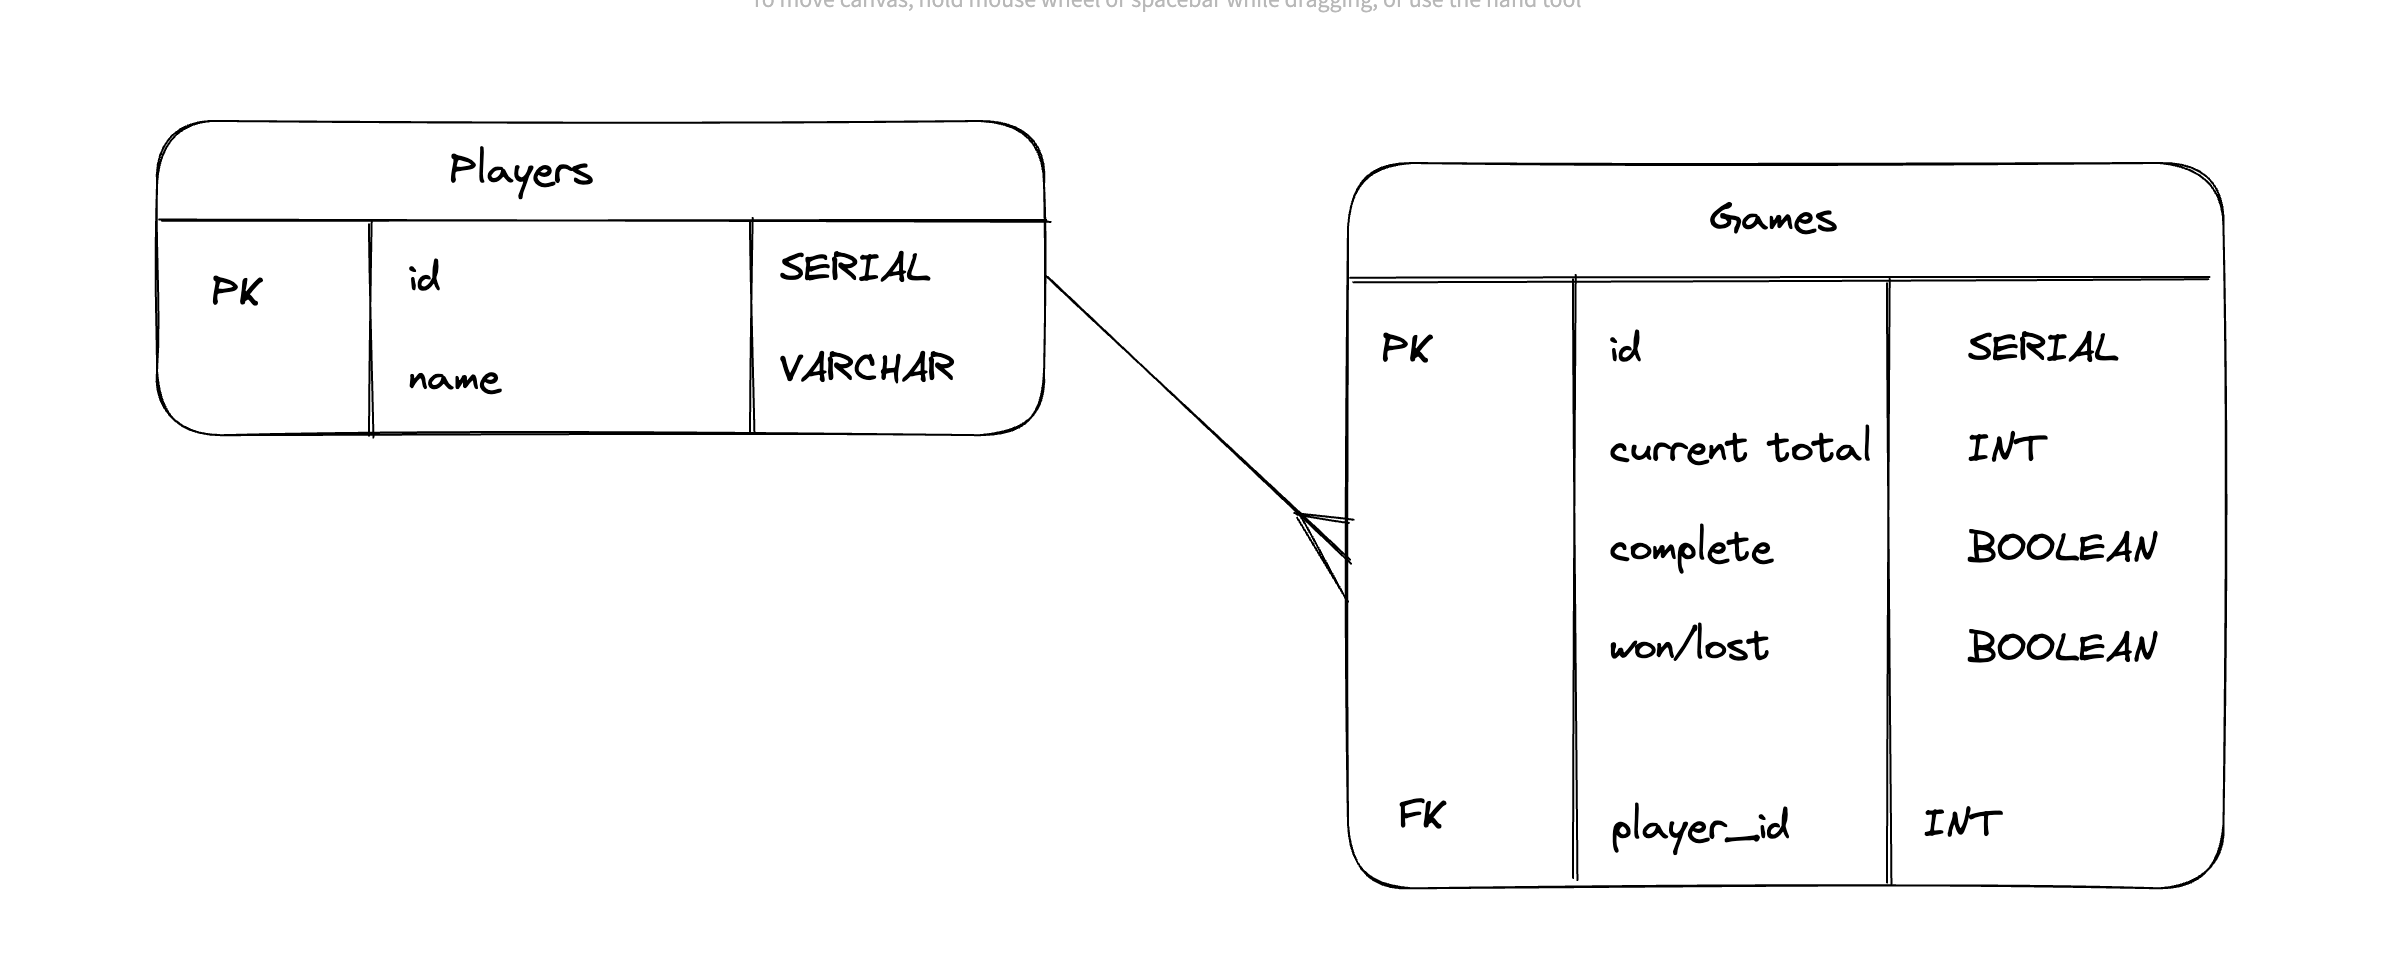 To move canvas, hold mouse wheel or spacebar while dragging, or use the hand tool
Players
PK id SERIAL
name VARCHAR
Games
PK id SERIAL
current total INT
complete BOOLEAN
won/lost BOOLEAN
FK player_id INT